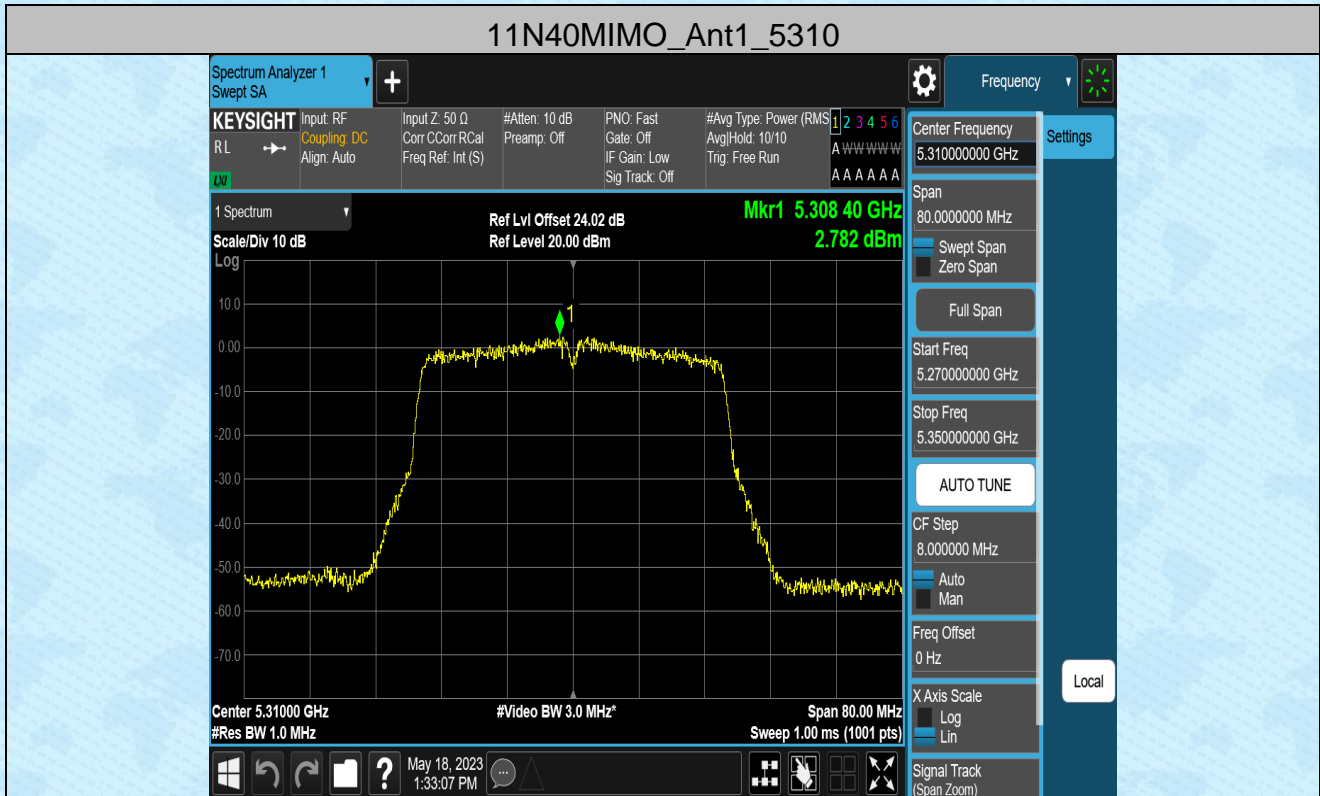 11N40MIMO_Ant1_5310
Spectrum Analyzer 1
Swept SA
Frequency
KEYSIGHT
RL
LXI
Input: RF
Coupling: DC
Align: Auto
Input Z: 50 Ω
Corr CCorr RCal
Freq Ref: Int (S)
#Atten: 10 dB
Preamp: Off
PNO: Fast
Gate: Off
IF Gain: Low
Sig Track: Off
#Avg Type: Power (RMS
Avg|Hold: 10/10
Trig: Free Run
1 2 3 4 5 6
A W W W W W
A A A A A A
1 Spectrum
Scale/Div 10 dB
Log
Ref Lvl Offset 24.02 dB
Ref Level 20.00 dBm
Mkr1 5.308 40 GHz
2.782 dBm
1
10.0
0.00
-10.0
-20.0
-30.0
-40.0
-50.0
-60.0
-70.0
Center 5.31000 GHz
#Res BW 1.0 MHz
#Video BW 3.0 MHz*
Span 80.00 MHz
Sweep 1.00 ms (1001 pts)
?
May 18, 2023
1:33:07 PM
Center Frequency
5.310000000 GHz
Settings
Span
80.0000000 MHz
Swept Span
Zero Span
Full Span
Start Freq
5.270000000 GHz
Stop Freq
5.350000000 GHz
AUTO TUNE
CF Step
8.000000 MHz
Auto
Man
Freq Offset
0 Hz
X Axis Scale
Log
Lin
Local
Signal Track
(Span Zoom)